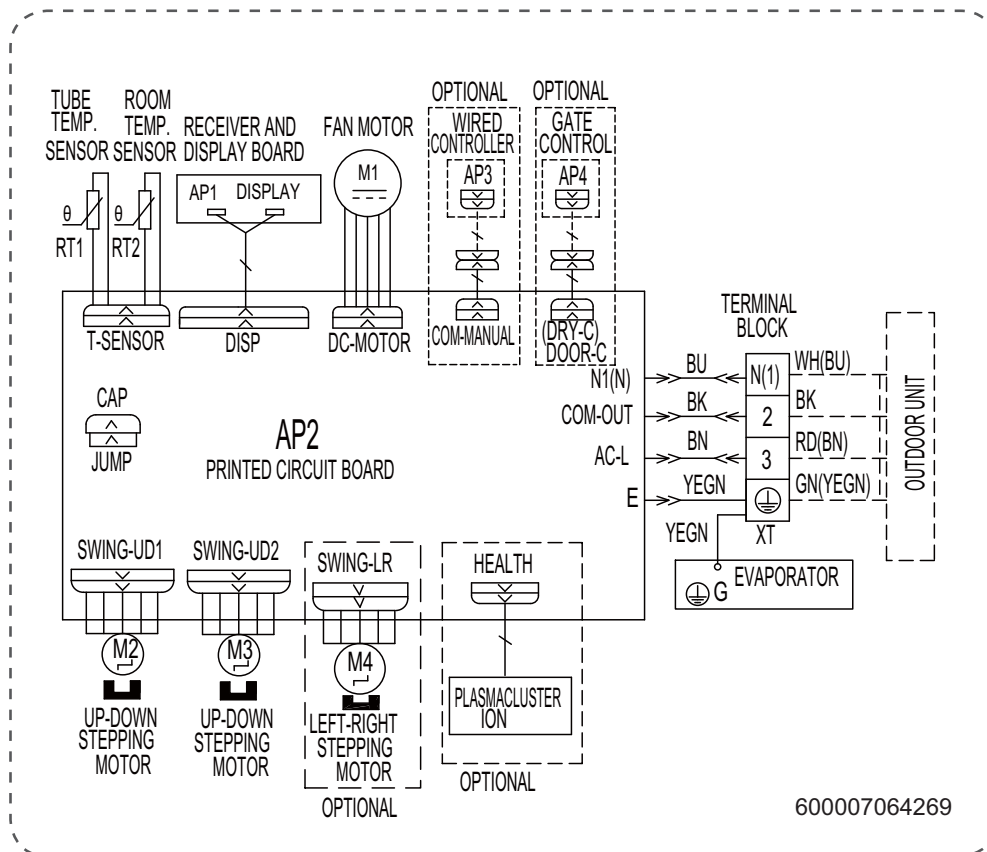 TUBE
TEMP.
SENSOR
ROOM
TEMP.
SENSOR
RECEIVER AND
DISPLAY BOARD
FAN MOTOR
OPTIONAL
WIRED
CONTROLLER
OPTIONAL
GATE
CONTROL
AP1 DISPLAY
M1
AP3
AP4
θ
RT1
θ
RT2
T-SENSOR
DISP
DC-MOTOR
COM-MANUAL
(DRY-C)
DOOR-C
TERMINAL
BLOCK
N1(N)
BU
N(1)
WH(BU)
COM-OUT
BK
2
BK
AC-L
BN
3
RD(BN)
E
YEGN
GN(YEGN)
YEGN
XT
OUTDOOR UNIT
CAP
JUMP
AP2
PRINTED CIRCUIT BOARD
G
EVAPORATOR
SWING-UD1
SWING-UD2
SWING-LR
HEALTH
M2
M3
M4
UP-DOWN
STEPPING
MOTOR
UP-DOWN
STEPPING
MOTOR
LEFT-RIGHT
STEPPING
MOTOR
OPTIONAL
PLASMACLUSTER
ION
OPTIONAL
600007064269